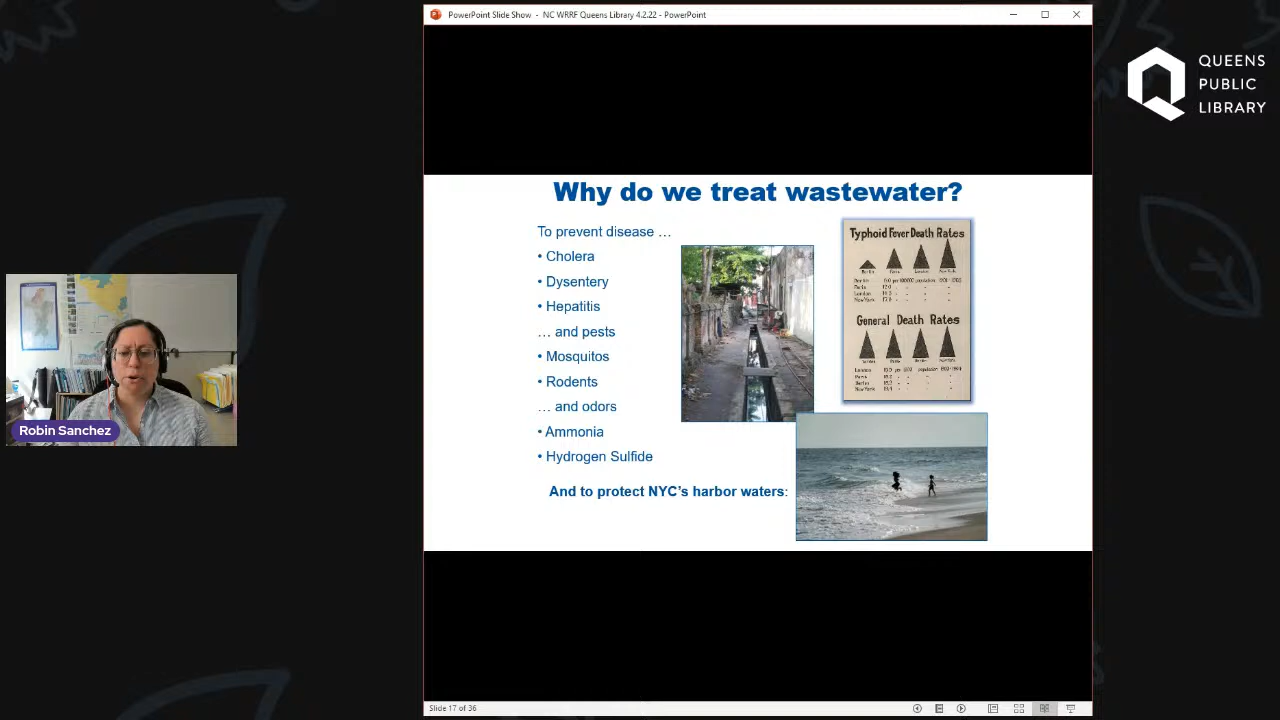 PowerPoint Slide Show - NC WRRF Queens Library 4.2.22 - PowerPoint
QUEENS
PUBLIC
LIBRARY
Why do we treat wastewater?
To prevent disease …
• Cholera
• Dysentery
• Hepatitis
… and pests
• Mosquitos
• Rodents
… and odors
• Ammonia
• Hydrogen Sulfide
And to protect NYC's harbor waters:
Typhoid Fever Death Rates
General Death Rates
Robin Sanchez
Slide 17 of 36